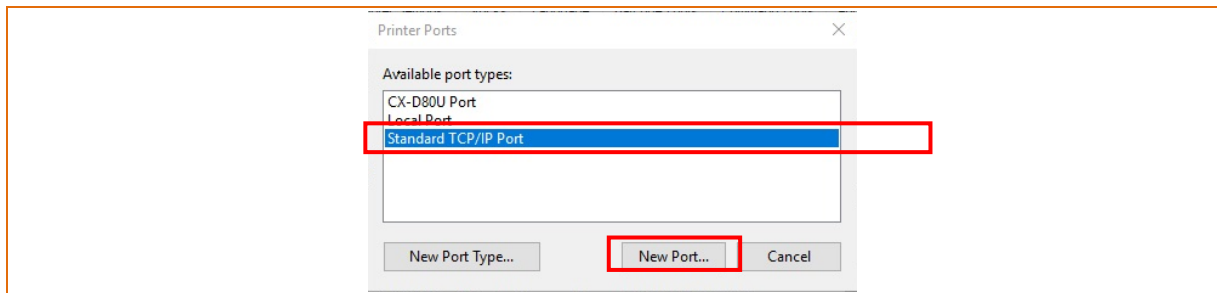 Printer Ports
Available port types:
CX-D80U Port
Local Port
Standard TCP/IP Port
New Port Type...
New Port...
Cancel